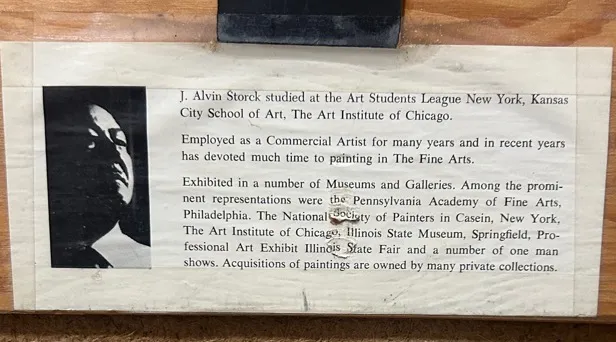 J. Alvin Storck studied at the Art Students League New York, Kansas
City School of Art, The Art Institute of Chicago.
Employed as a Commercial Artist for many years and in recent years
has devoted much time to painting in The Fine Arts.
Exhibited in a number of Museums and Galleries. Among the promi-
nent representations were the Pennsylvania Academy of Fine Arts,
Philadelphia. The National Society of Painters in Casein, New York,
The Art Institute of Chicago, Illinois State Museum, Springfield, Pro-
fessional Art Exhibit Illinois State Fair and a number of one man
shows. Acquisitions of paintings are owned by many private collections.